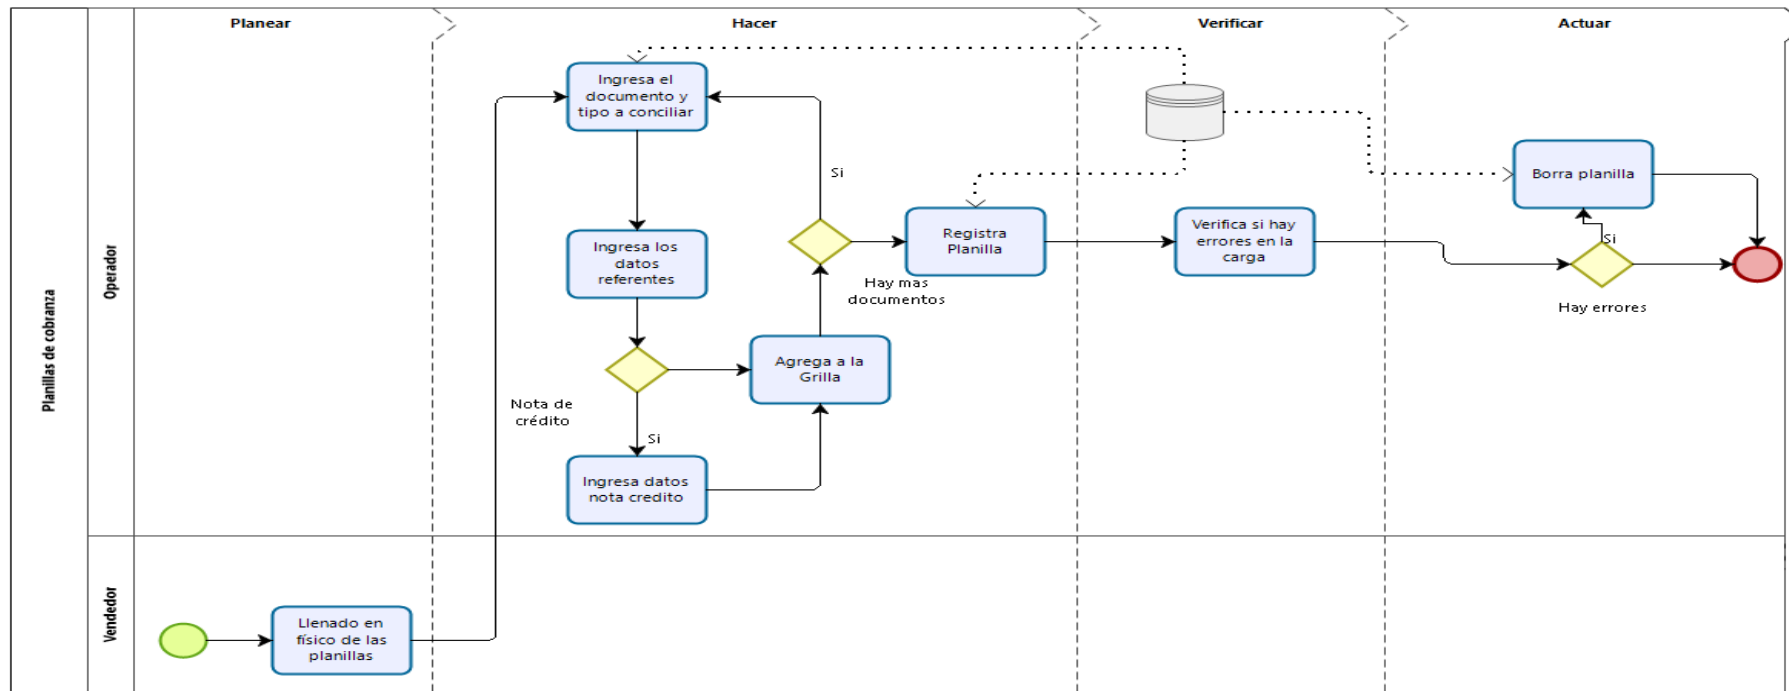 Planear
Hacer
Verificar
Actuar
Planillas de cobranza
Operador
Vendedor
Ingresa el
documento y
tipo a conciliar
Si
Ingresa los
datos
referentes
Registra
Planilla
Verifica si hay
errores en la
carga
Borra planilla
Si
Hay errores
Hay mas
documentos
Agrega a la
Grilla
Nota de
crédito
Si
Ingresa datos
nota credito
Llenado en
físico de las
planillas